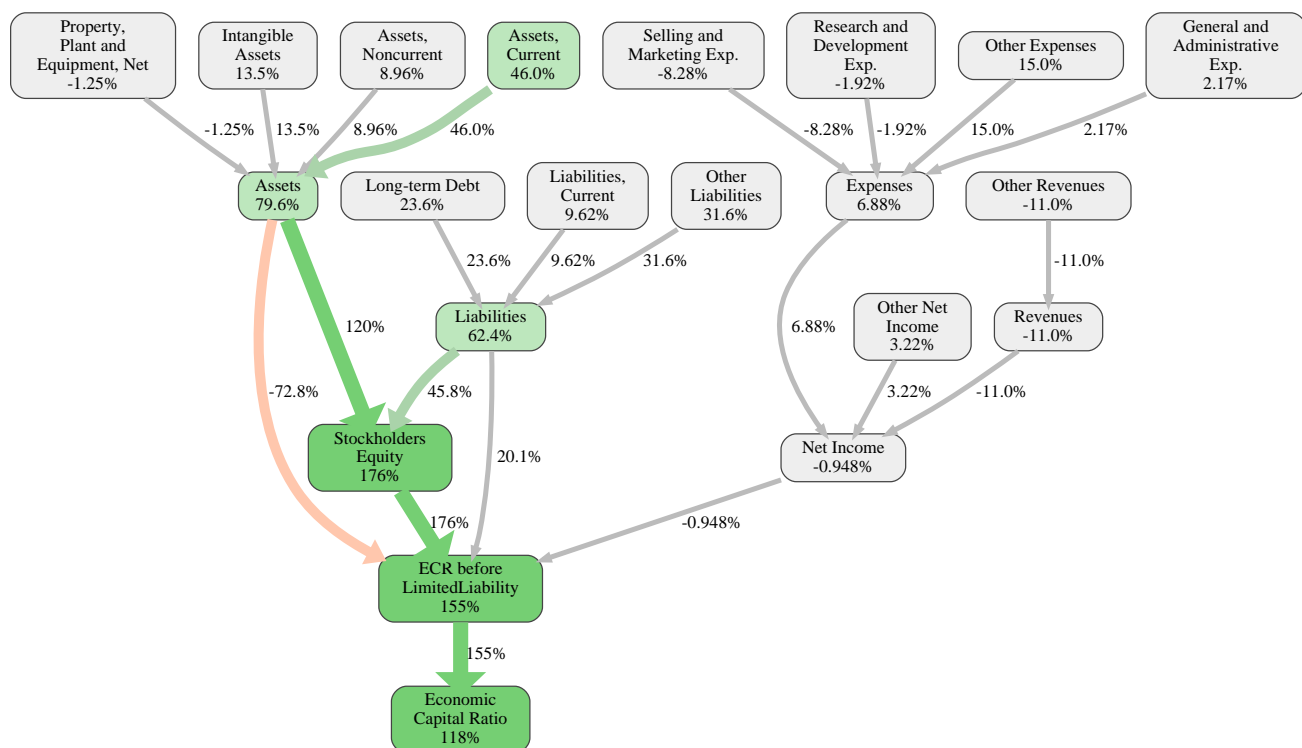 Property,
Plant and
Equipment, Net
-1.25%
Intangible
Assets
13.5%
Assets,
Noncurrent
8.96%
Assets,
Current
46.0%
Selling and
Marketing Exp.
-8.28%
Research and
Development
Exp.
-1.92%
Other Expenses
15.0%
General and
Administrative
Exp.
2.17%
-1.25%
13.5%
8.96%
46.0%
-8.28%
-1.92%
15.0%
2.17%
Assets
79.6%
Long-term Debt
23.6%
Liabilities,
Current
9.62%
Other
Liabilities
31.6%
Expenses
6.88%
Other Revenues
-11.0%
23.6%
9.62%
31.6%
-11.0%
120%
Liabilities
62.4%
6.88%
Other Net
Income
3.22%
Revenues
-11.0%
-72.8%
45.8%
3.22%
-11.0%
Stockholders
Equity
176%
20.1%
Net Income
-0.948%
176%
-0.948%
ECR before
LimitedLiability
155%
155%
Economic
Capital Ratio
118%